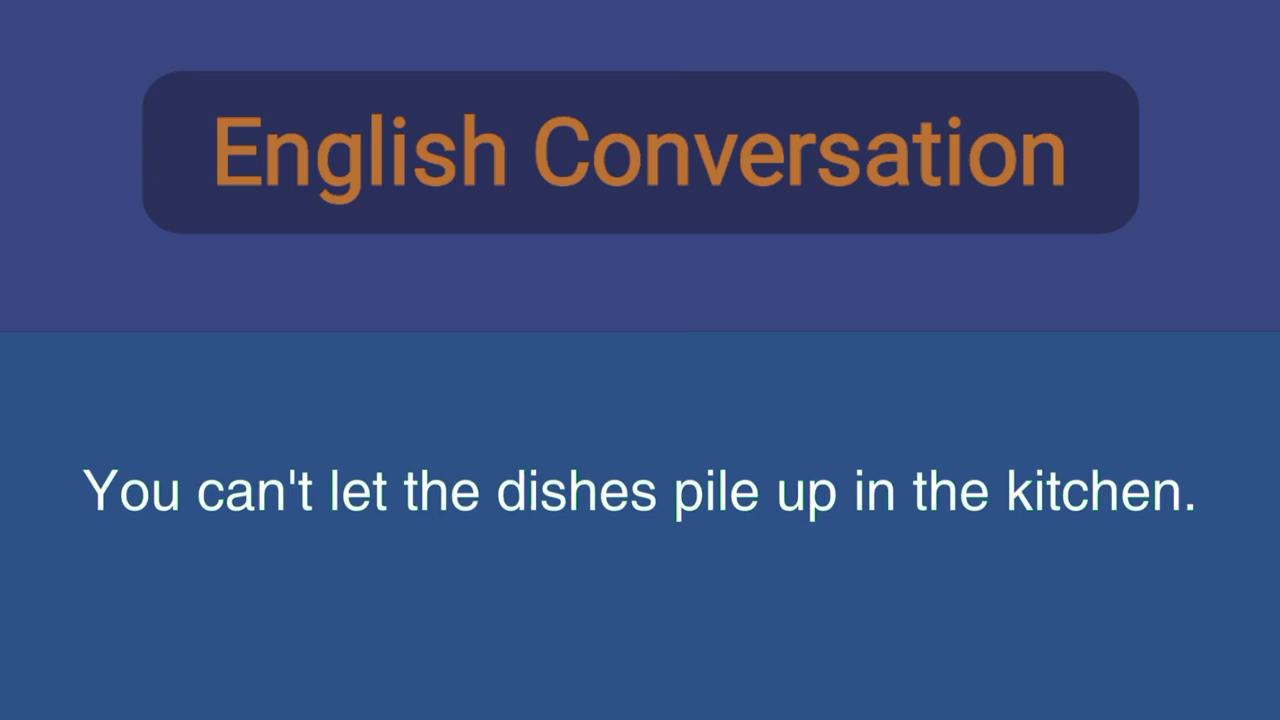 English Conversation
You can't let the dishes pile up in the kitchen.